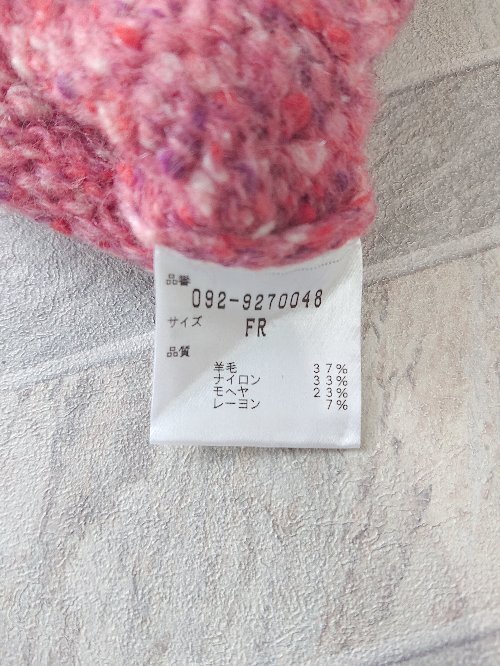 品番
092-9270048
サイズ FR
品質
羊毛 37%
ナイロン 33%
モヘヤ 23%
レーヨン 7%